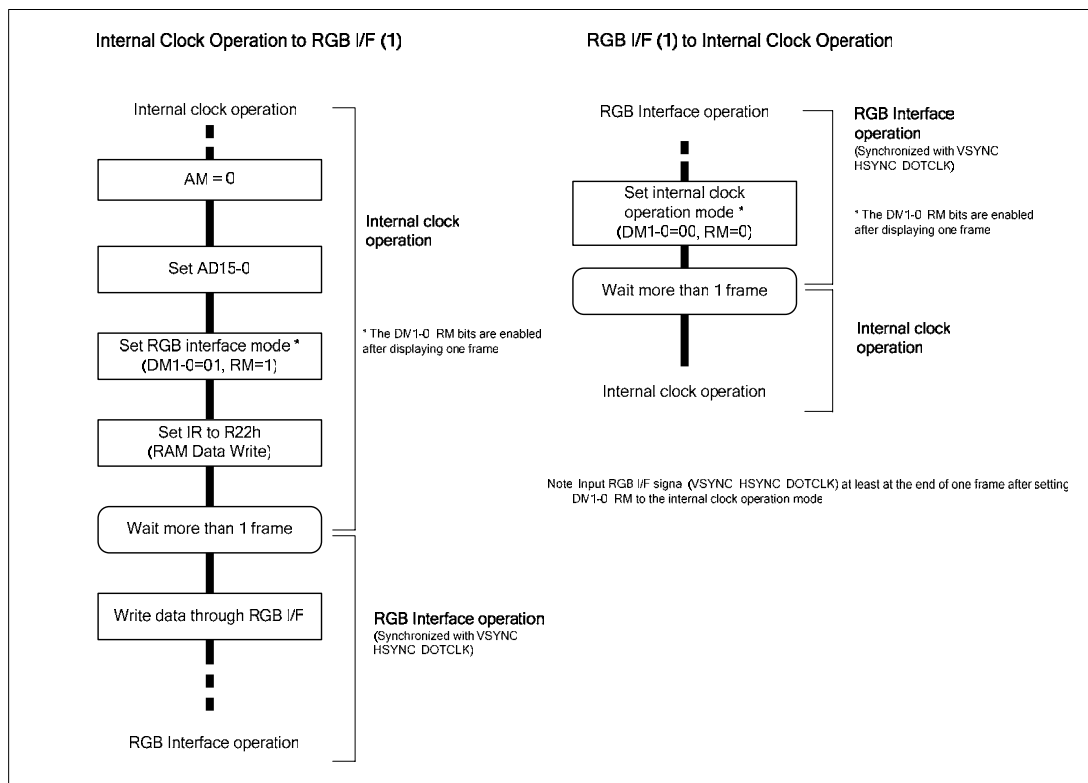 Internal Clock Operation to RGB I/F (1)
Internal clock operation
AM = 0
Set AD15-0
Set RGB interface mode *
(DM1-0=01, RM=1)
Set IR to R22h
(RAM Data Write)
Wait more than 1 frame
Write data through RGB I/F
RGB Interface operation
Internal clock
operation
* The DM1-0 RM bits are enabled
after displaying one frame
RGB Interface operation
(Synchronized with VSYNC
HSYNC DOTCLK)
RGB I/F (1) to Internal Clock Operation
RGB Interface operation
Set internal clock
operation mode *
(DM1-0=00, RM=0)
Wait more than 1 frame
Internal clock operation
RGB Interface
operation
(Synchronized with VSYNC
HSYNC DOTCLK)
* The DM1-0 RM bits are enabled
after displaying one frame
Internal clock
operation
Note Input RGB I/F signa (VSYNC HSYNC DOTCLK) at least at the end of one frame after setting
DM1-0 RM to the internal clock operation mode